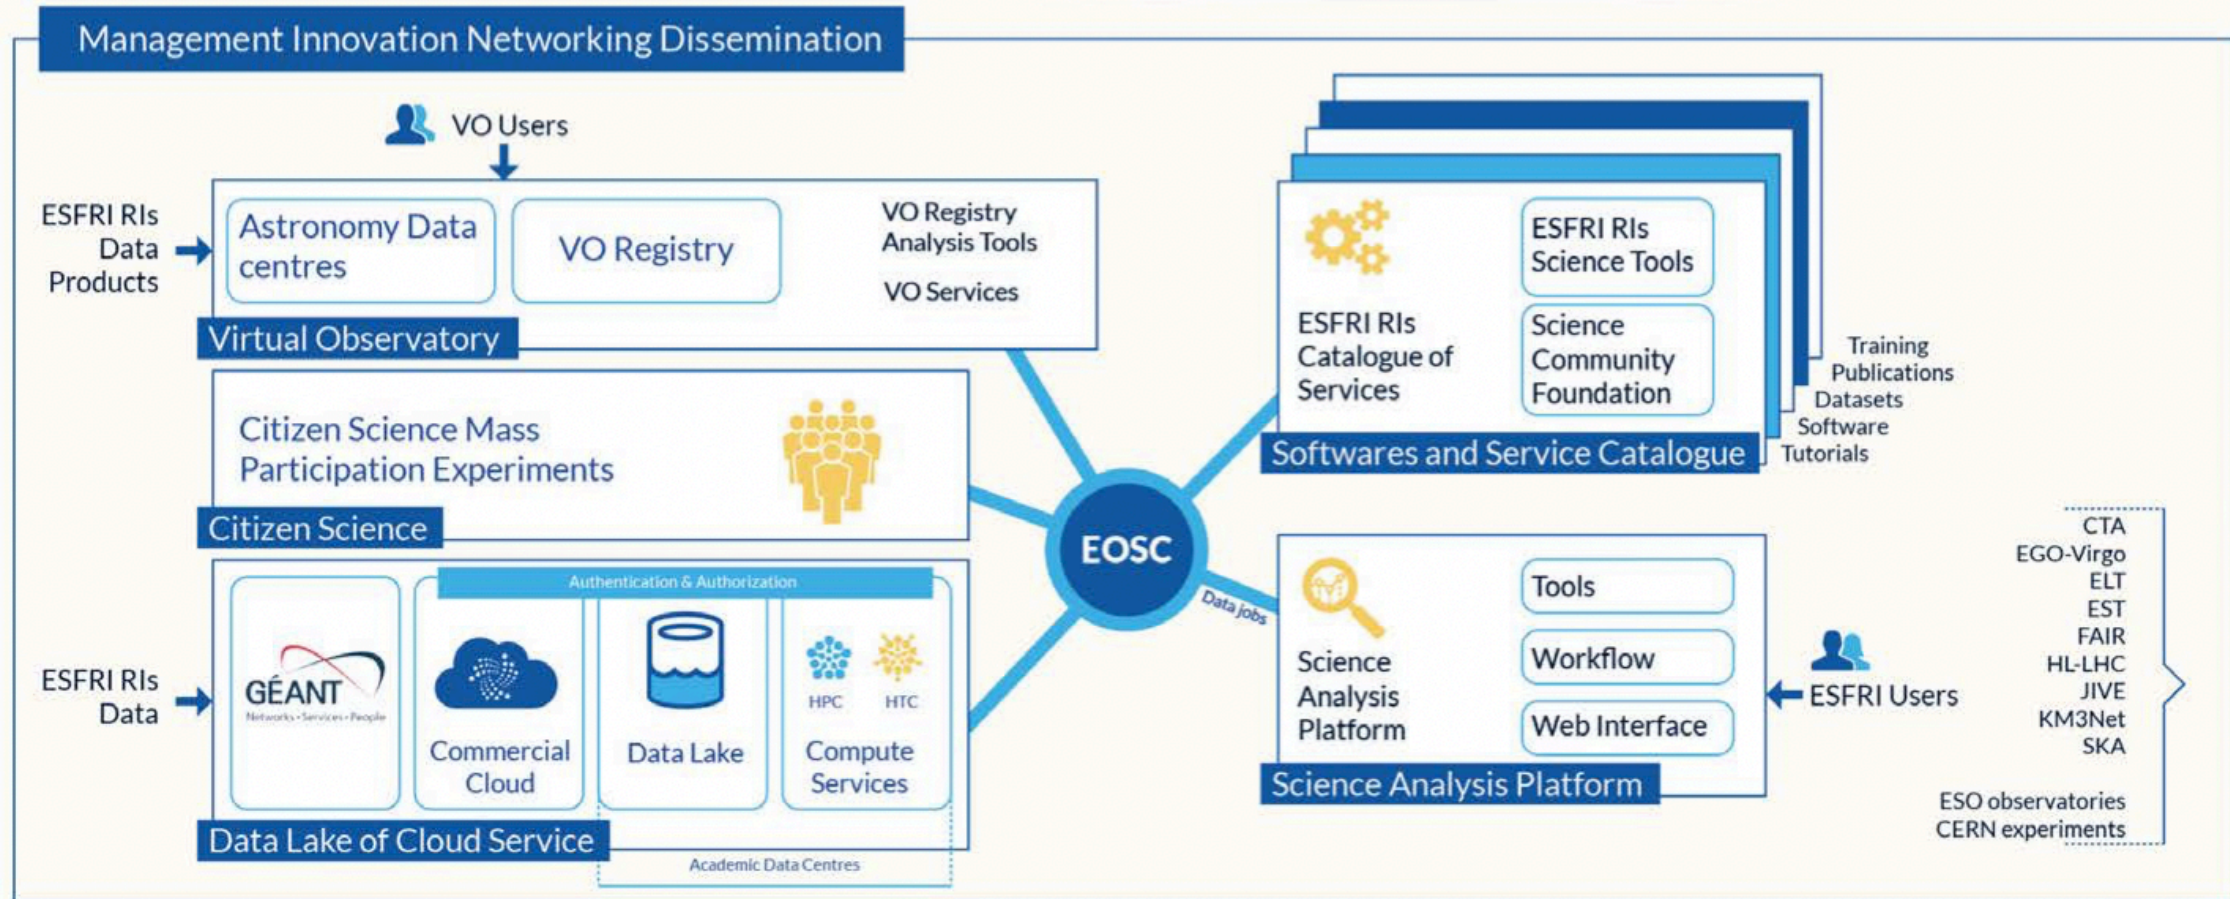 Management Innovation Networking Dissemination
VO Users
ESFRI RIs
Data
Products
Astronomy Data
centres
VO Registry
VO Registry
Analysis Tools
VO Services
Virtual Observatory
Citizen Science Mass
Participation Experiments
Citizen Science
ESFRI RIs
Data
Authentication & Authorization
GÉANT
Networks • Services • People
Commercial
Cloud
Data Lake
HPC
HTC
Compute
Services
Data Lake of Cloud Service
Academic Data Centres
EOSC
Data jobs
ESFRI RIs
Catalogue of
Services
ESFRI RIs
Science Tools
Science
Community
Foundation
Softwares and Service Catalogue
Training
Publications
Datasets
Software
Tutorials
Science
Analysis
Platform
Tools
Workflow
Web Interface
Science Analysis Platform
ESFRI Users
CTA
EGO-Virgo
ELT
EST
FAIR
HL-LHC
JIVE
KM3Net
SKA
ESO observatories
CERN experiments